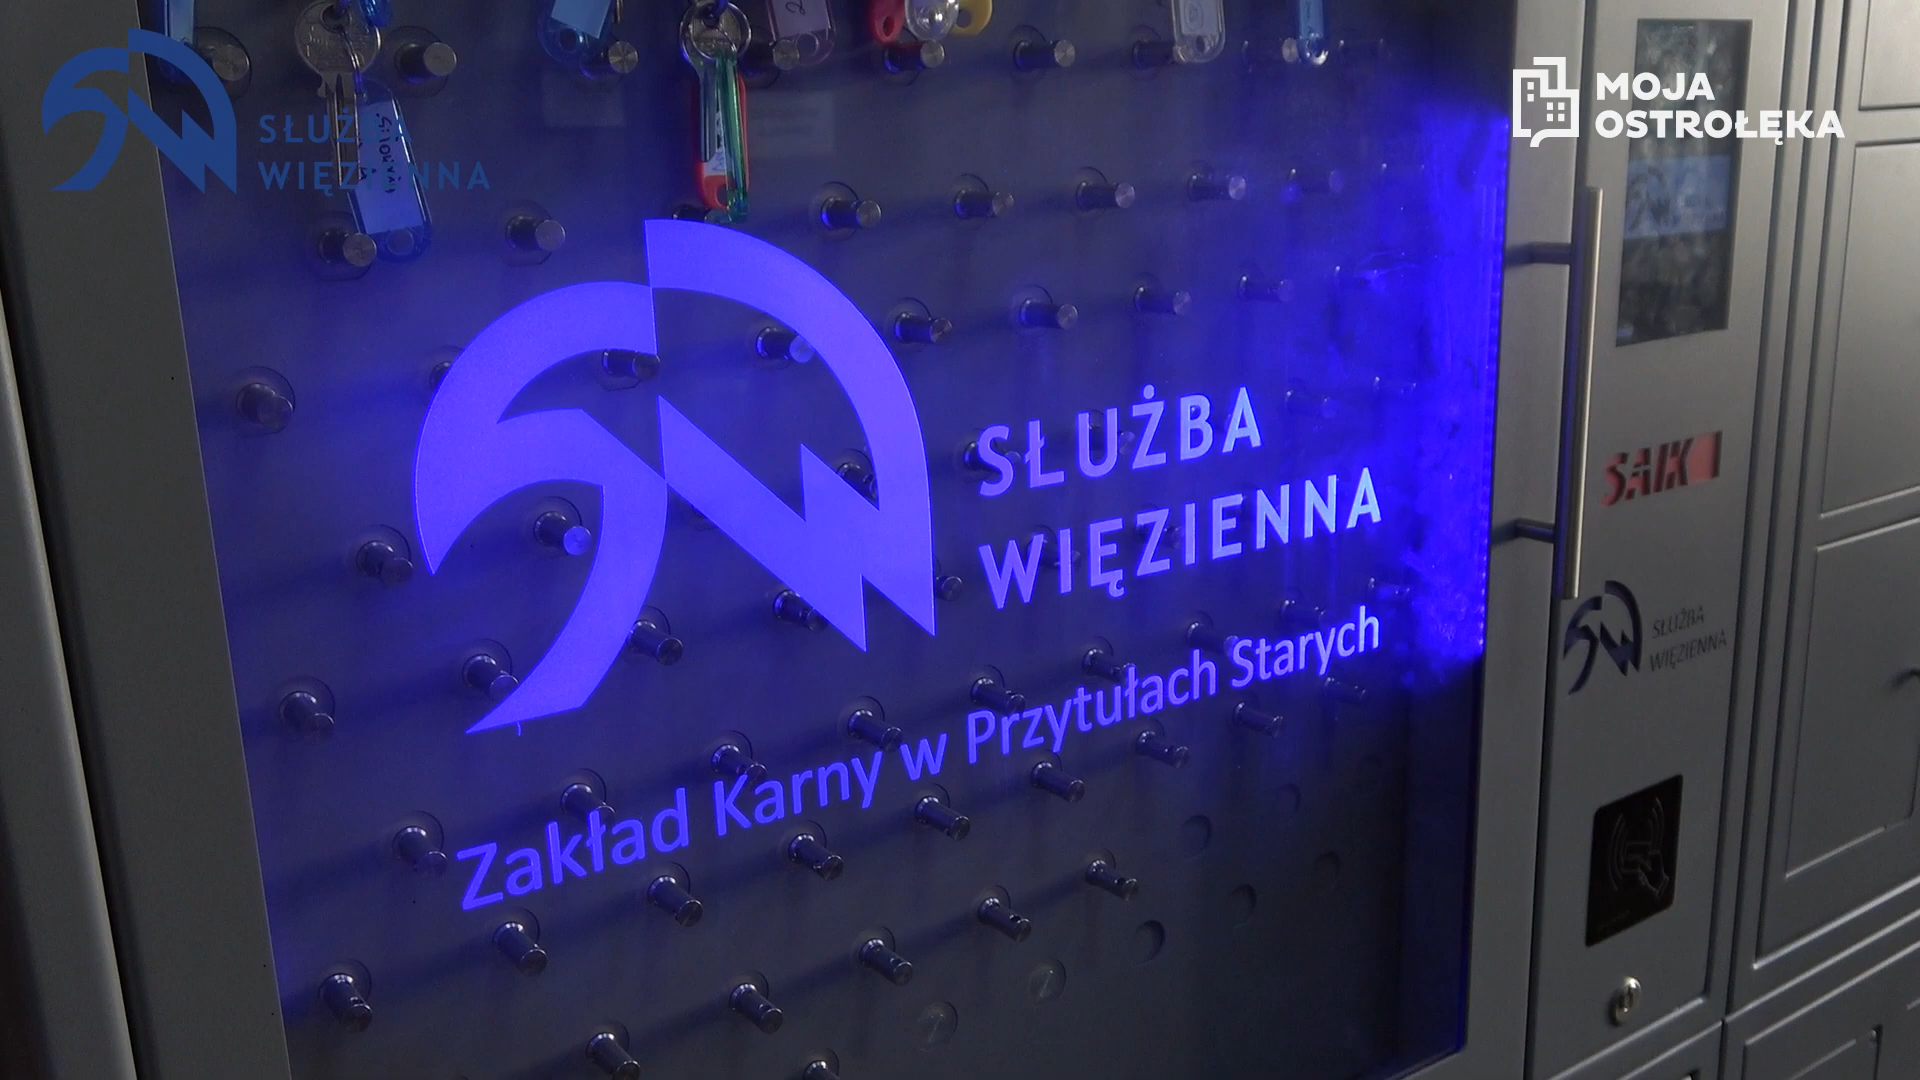 SŁUŻBA
WIĘZIENNA
MOJA
OSTROŁĘKA
SŁUŻBA
WIĘZIENNA
Zakład Karny w Przytułach Starych
SAIK
SŁUŻBA
WIĘZIENNA